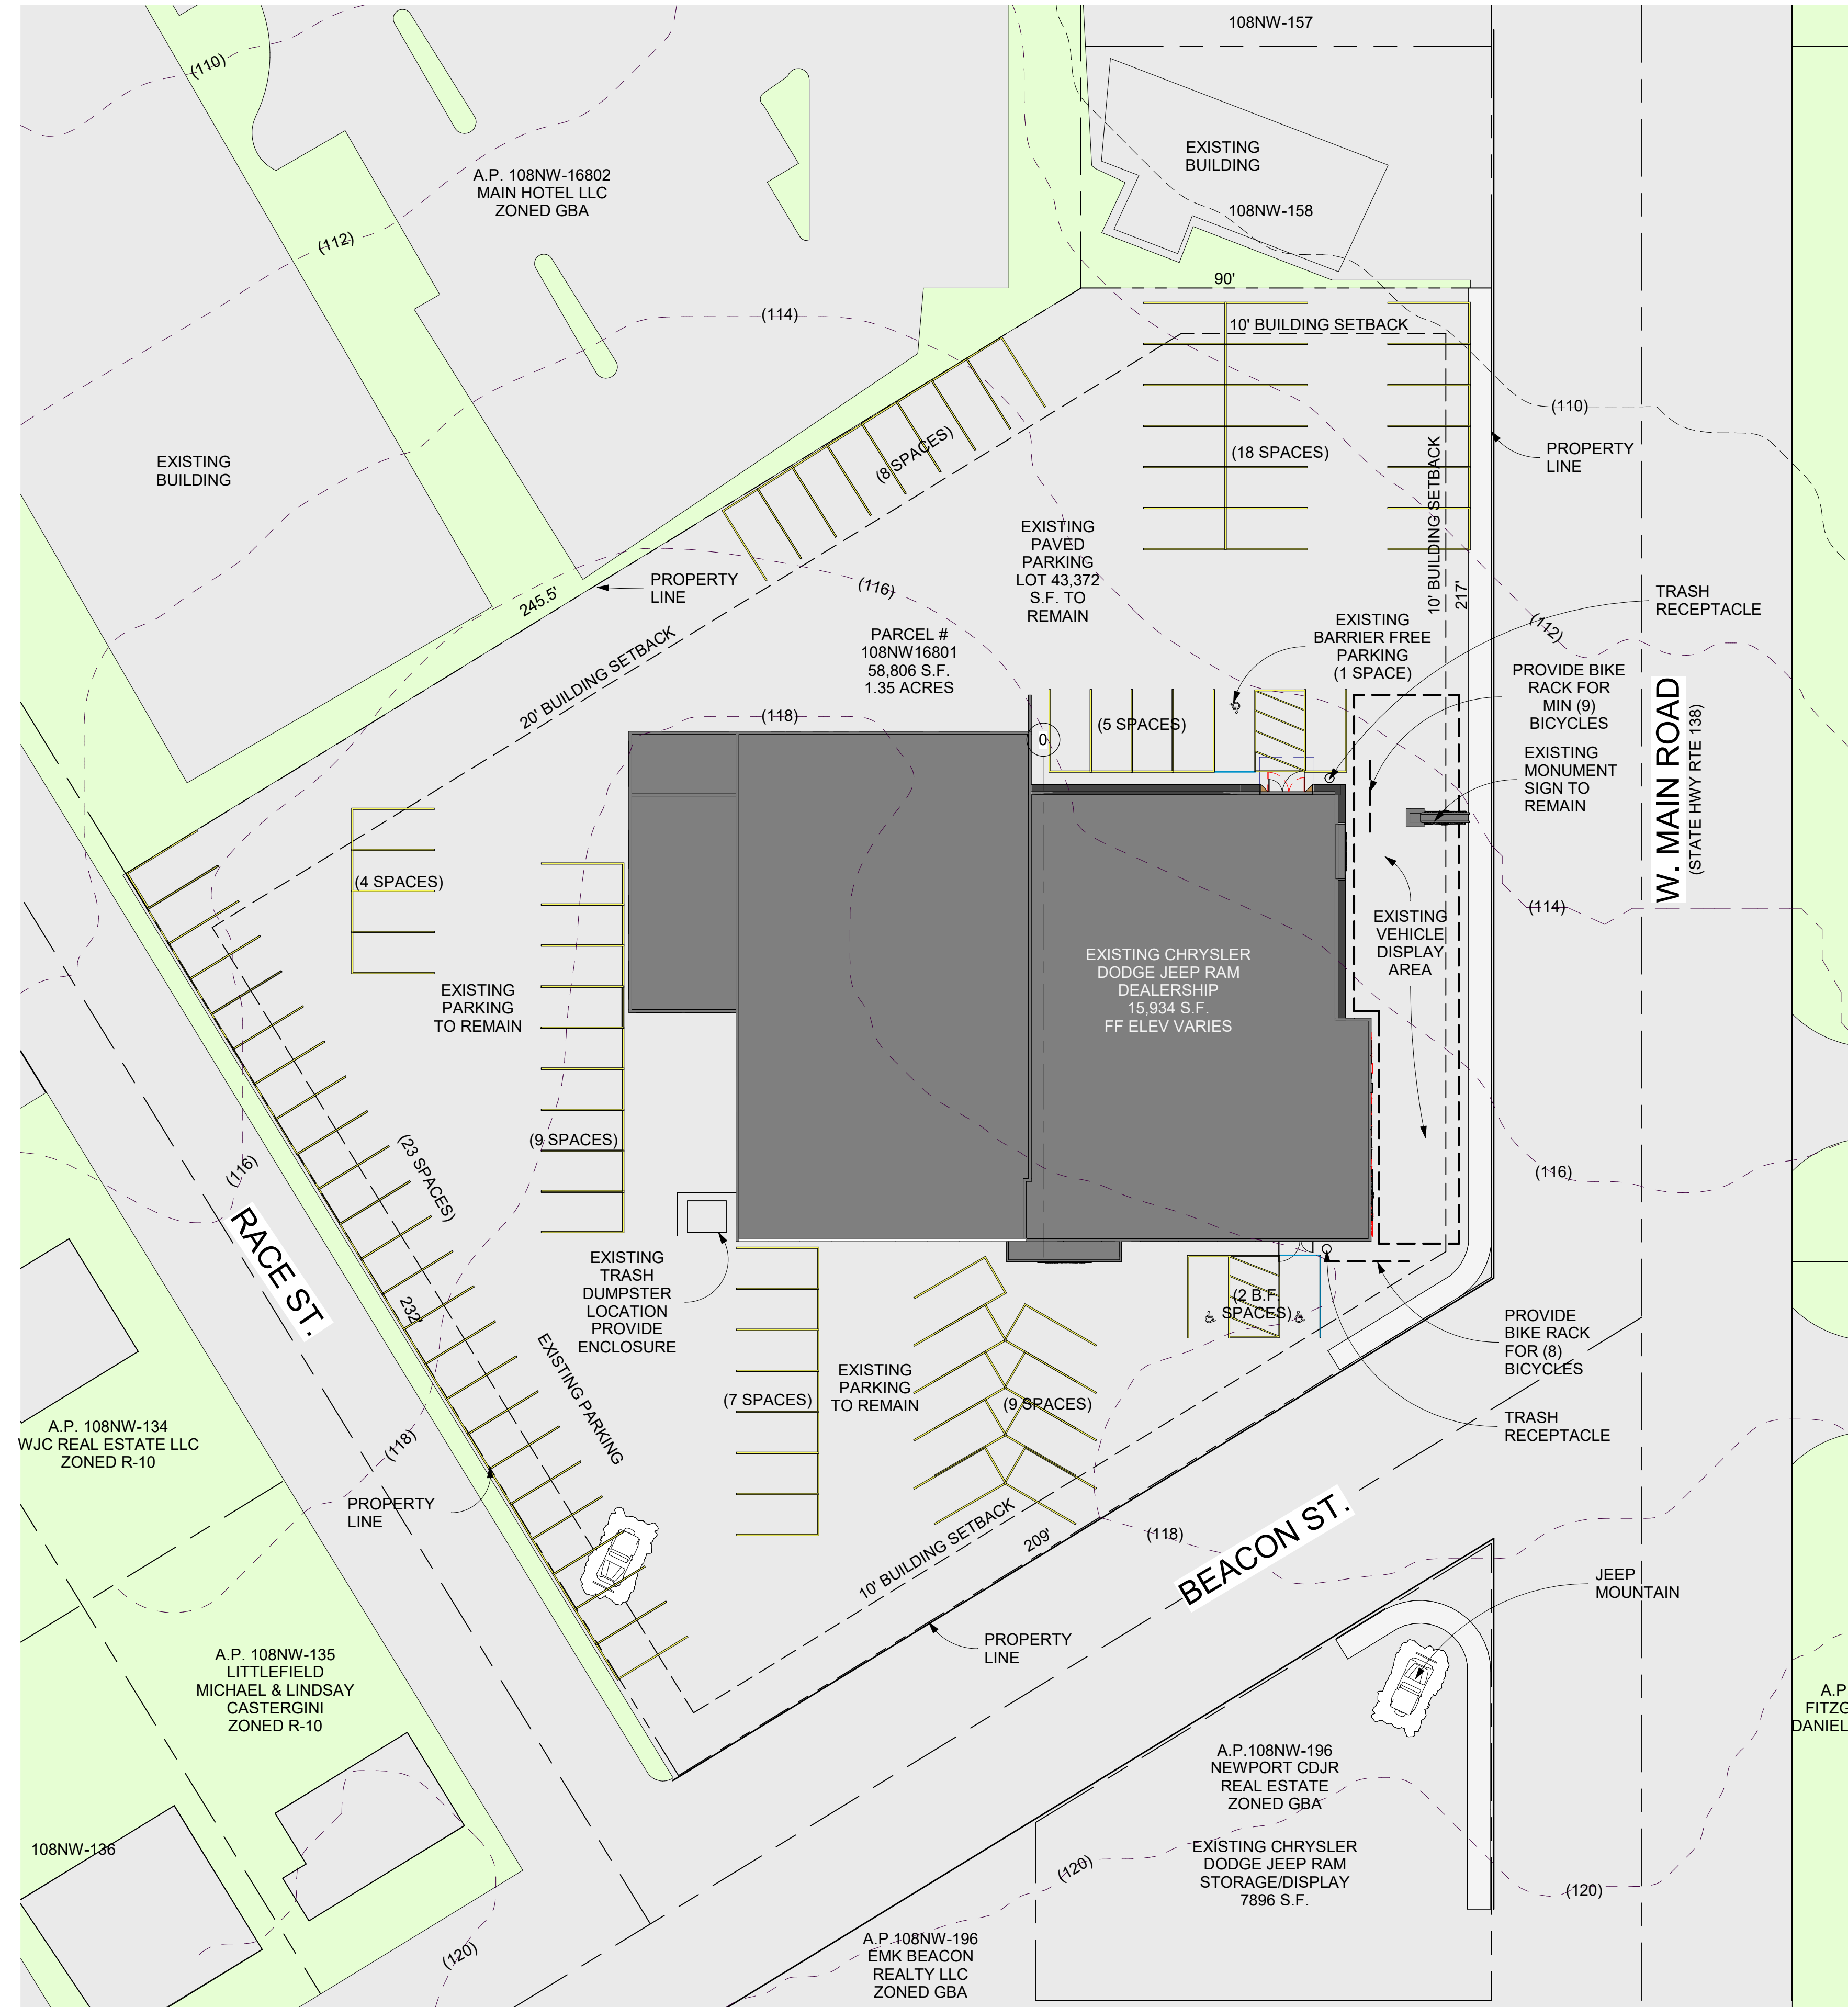 108NW-157
(110)
EXISTING
BUILDING
A.P. 108NW-16802
MAIN HOTEL LLC
ZONED GBA
108NW-158
(112)
90'
(114)
10' BUILDING SETBACK
(110)
(8 SPACES)
(18 SPACES)
PROPERTY
LINE
10' BUILDING SETBACK
217'
EXISTING
BUILDING
EXISTING
PAVED
PARKING
LOT 43,372
S.F. TO
REMAIN
(116)
PROPERTY
LINE
245.5'
20' BUILDING SETBACK
PARCEL #
108NW16801
58,806 S.F.
1.35 ACRES
EXISTING
BARRIER FREE
PARKING
(1 SPACE)
TRASH
RECEPTACLE
(112)
PROVIDE BIKE
RACK FOR
MIN (9)
BICYCLES
EXISTING
MONUMENT
SIGN TO
REMAIN
W. MAIN ROAD
(STATE HWY RTE 138)
(118)
(5 SPACES)
0
(4 SPACES)
(114)
EXISTING
VEHICLE
DISPLAY
AREA
EXISTING CHRYSLER
DODGE JEEP RAM
DEALERSHIP
15,934 S.F.
FF ELEV VARIES
EXISTING
PARKING
TO REMAIN
(9 SPACES)
(23 SPACES)
(116)
(116)
RACE ST.
232'
EXISTING
TRASH
DUMPSTER
LOCATION
PROVIDE
ENCLOSURE
EXISTING PARKING
(2 B.F.
SPACES)
PROVIDE
BIKE RACK
FOR (8)
BICYCLES
EXISTING
PARKING
TO REMAIN
(7 SPACES)
(9 SPACES)
TRASH
RECEPTACLE
A.P. 108NW-134
WJC REAL ESTATE LLC
ZONED R-10
(118)
PROPERTY
LINE
10' BUILDING SETBACK
209'
(118)
BEACON ST.
JEEP
MOUNTAIN
PROPERTY
LINE
A.P. 108NW-135
LITTLEFIELD
MICHAEL & LINDSAY
CASTERGINI
ZONED R-10
A.P
FITZG
DANIEL
A.P.108NW-196
NEWPORT CDJR
REAL ESTATE
ZONED GBA
108NW-136
EXISTING CHRYSLER
DODGE JEEP RAM
STORAGE/DISPLAY
7896 S.F.
(120)
(120)
(120)
A.P.108NW-196
EMK BEACON
REALTY LLC
ZONED GBA